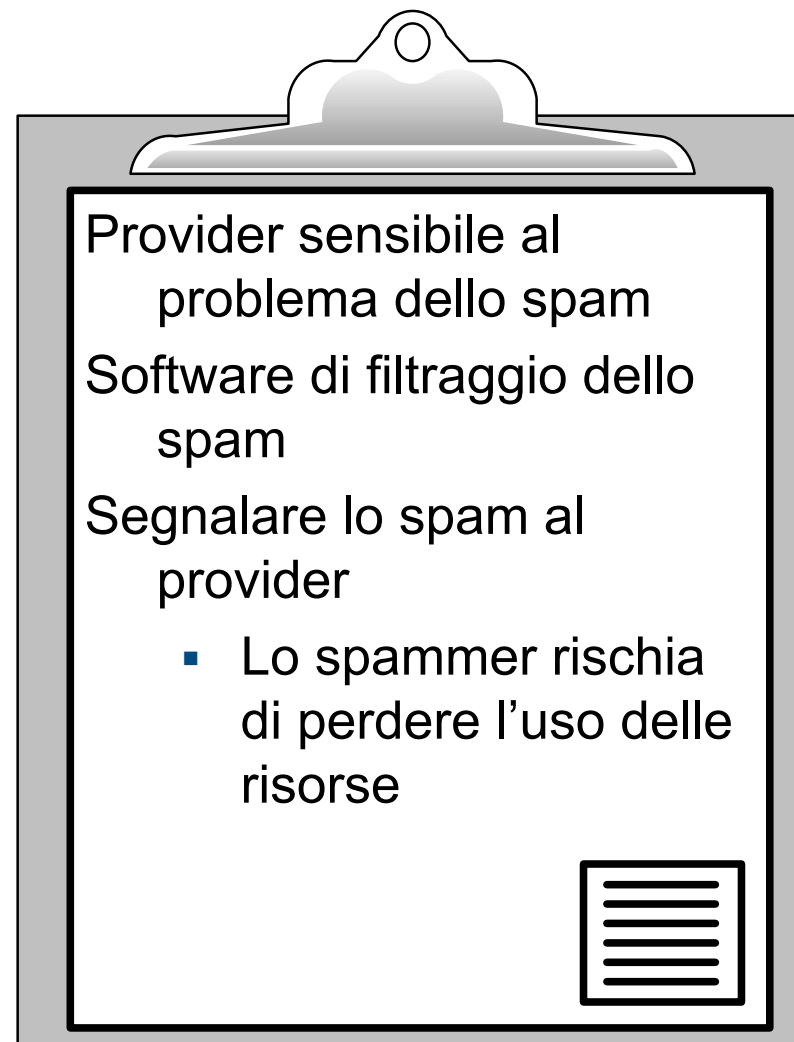 Provider sensibile al
problema dello spam
Software di filtraggio dello
spam
Segnalare lo spam al
provider
▪ Lo spammer rischia
di perdere l’uso delle
risorse